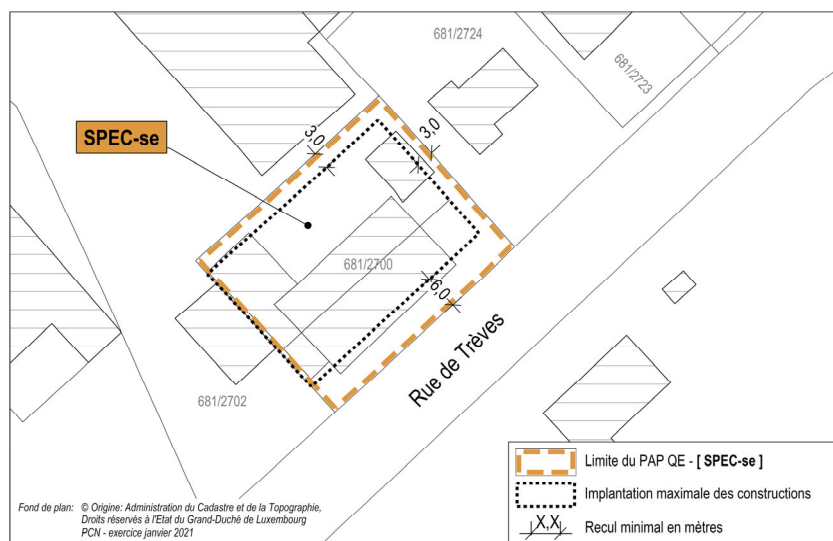 681/2724
681/2723
SPEC-se
3,0
3,0
681/2700
6,0
Rue de Trèves
681/2702
Limite du PAP QE - [ SPEC-se ]
Implantation maximale des constructions
X,X Recul minimal en mètres
Fond de plan: © Origine: Administration du Cadastre et de la Topographie,
Droits réservés à l'Etat du Grand-Duché de Luxembourg
PCN - exercice janvier 2021